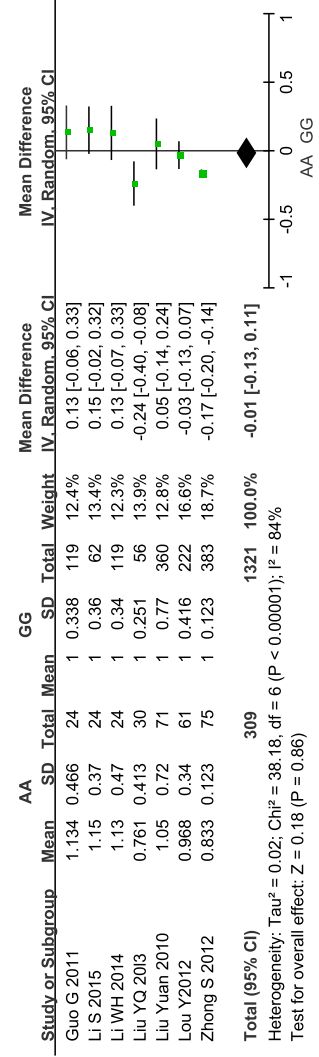 AA GG Mean Difference Mean Difference
Study or Subgroup Mean SD Total Mean SD Total Weight IV, Random, 95% CI IV, Random, 95% CI
Guo G 2011 1.134 0.466 24 1 0.338 119 12.4% 0.13 [-0.06, 0.33]
Li S 2015 1.15 0.37 24 1 0.36 62 13.4% 0.15 [-0.02, 0.32]
Li WH 2014 1.13 0.47 24 1 0.34 119 12.3% 0.13 [-0.07, 0.33]
Liu YQ 20l3 0.761 0.413 30 1 0.251 56 13.9% -0.24 [-0.40, -0.08]
Li Yuan 2010 1.05 0.72 71 1 0.77 360 12.8% 0.05 [-0.14, 0.24]
Lou Y2012 0.968 0.34 61 1 0.416 222 16.6% -0.03 [-0.13, 0.07]
Zhong S 2012 0.833 0.123 75 1 0.123 383 18.7% -0.17 [-0.20, -0.14]
Total (95% CI) 309 1321 100.0% -0.01 [-0.13, 0.11]
Heterogeneity: Tau² = 0.02; Chi² = 38.18, df = 6 (P < 0.00001); I² = 84%
Test for overall effect: Z = 0.18 (P = 0.86)
-1 -0.5 0 0.5 1
AA GG